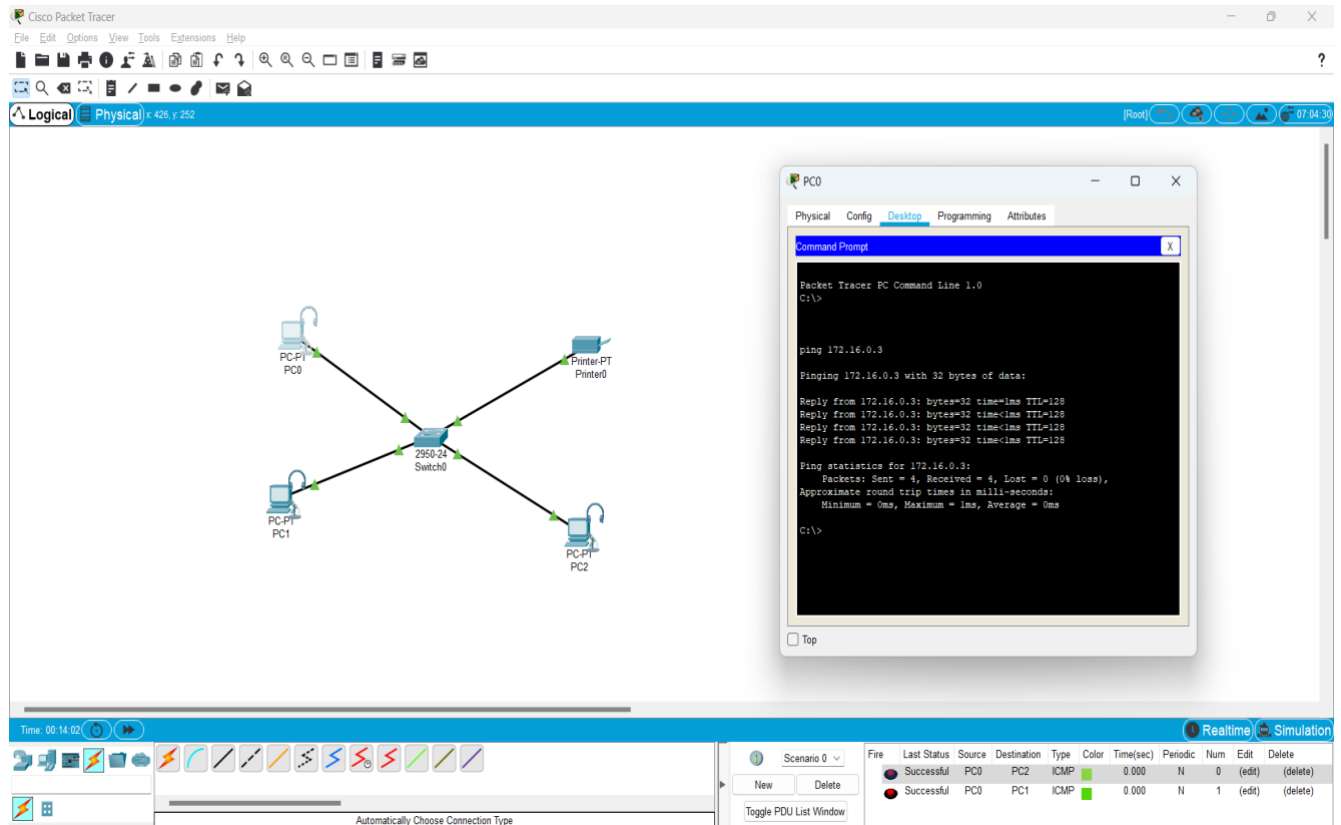 Cisco Packet Tracer
File Edit Options View Tools Extensions Help
?
Logical Physical x: 426, y: 252 [Root] 07:04:30
PC0
Physical Config Desktop Programming Attributes
Command Prompt X
Packet Tracer PC Command Line 1.0
C:\>
ping 172.16.0.3
Pinging 172.16.0.3 with 32 bytes of data:
Reply from 172.16.0.3: bytes=32 time=1ms TTL=128
Reply from 172.16.0.3: bytes=32 time<1ms TTL=128
Reply from 172.16.0.3: bytes=32 time<1ms TTL=128
Reply from 172.16.0.3: bytes=32 time<1ms TTL=128
Ping statistics for 172.16.0.3:
Packets: Sent = 4, Received = 4, Lost = 0 (0% loss),
Approximate round trip times in milli-seconds:
Minimum = 0ms, Maximum = 1ms, Average = 0ms
C:\>
Top
PC-PT
PC0
Printer-PT
Printer0
2950-24
Switch0
PC-PT
PC1
PC-PT
PC2
Time: 00:14:02 Realtime Simulation
Scenario 0
New Delete
Toggle PDU List Window
Fire Last Status Source Destination Type Color Time(sec) Periodic Num Edit Delete
Successful PC0 PC2 ICMP 0.000 N 0 (edit) (delete)
Successful PC0 PC1 ICMP 0.000 N 1 (edit) (delete)
Automatically Choose Connection Type